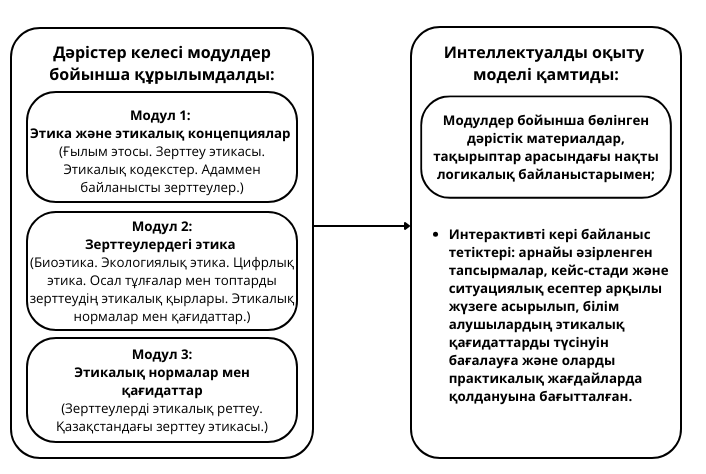 Дәрістер келесі модулдер
бойынша құрылымдалды:
Модул 1:
Этика және этикалық концепциялар
(Ғылым этосы. Зерттеу этикасы.
Этикалық кодекстер. Адаммен
байланысты зерттеулер.)
Модул 2:
Зерттеулердегі этика
(Биоэтика. Экологиялық этика. Цифрлық
этика. Осал тұлғалар мен топтарды
зерттеудің этикалық қырлары. Этикалық
нормалар мен қағидаттар.)
Модул 3:
Этикалық нормалар мен
қағидаттар
(Зерттеулерді этикалық реттеу.
Қазақстандағы зерттеу этикасы.)
Интеллектуалды оқыту
моделі қамтиды:
Модулдер бойынша бөлінген
дәрістік материалдар,
тақырыптар арасындағы нақты
логикалық байланыстарымен;
• Интерактивті кері байланыс
тетіктері: арнайы әзірленген
тапсырмалар, кейс-стади және
ситуациялық есептер арқылы
жүзеге асырылып, білім
алушылардың этикалық
қағидаттарды түсінуін
бағалауға және оларды
практикалық жағдайларда
қолдануына бағытталған.